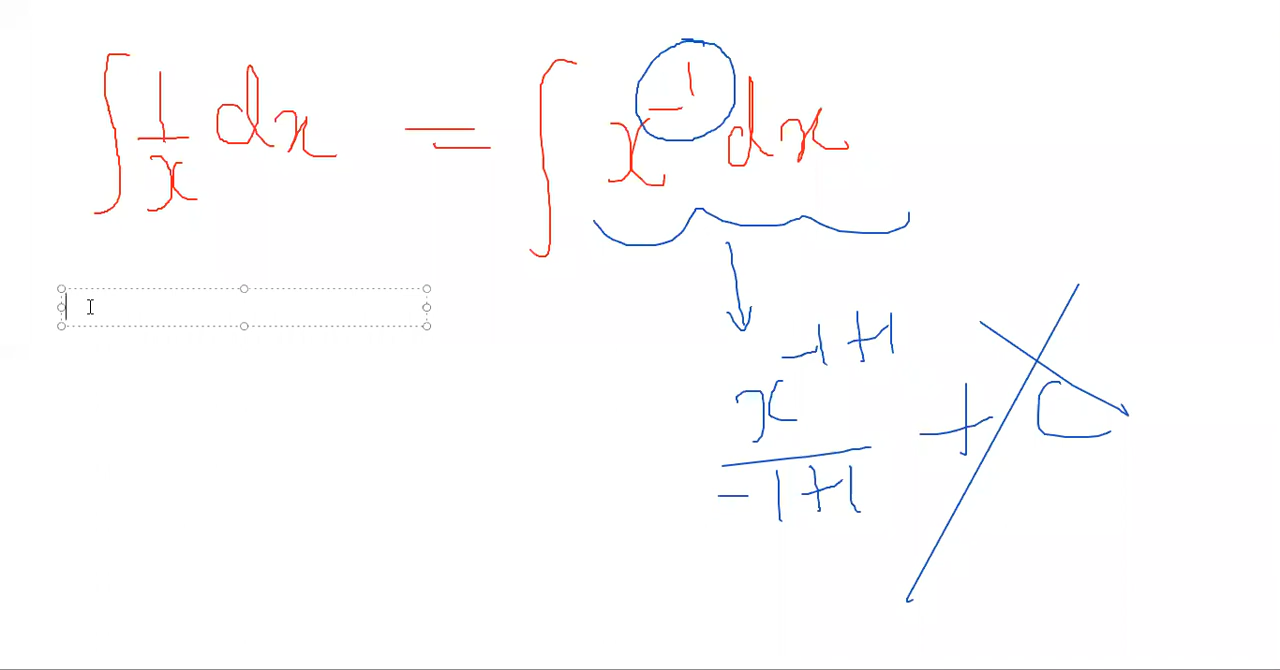 ∫ 1/x dx = ∫ x^-1 dx
x^-1+1 / -1+1 + C